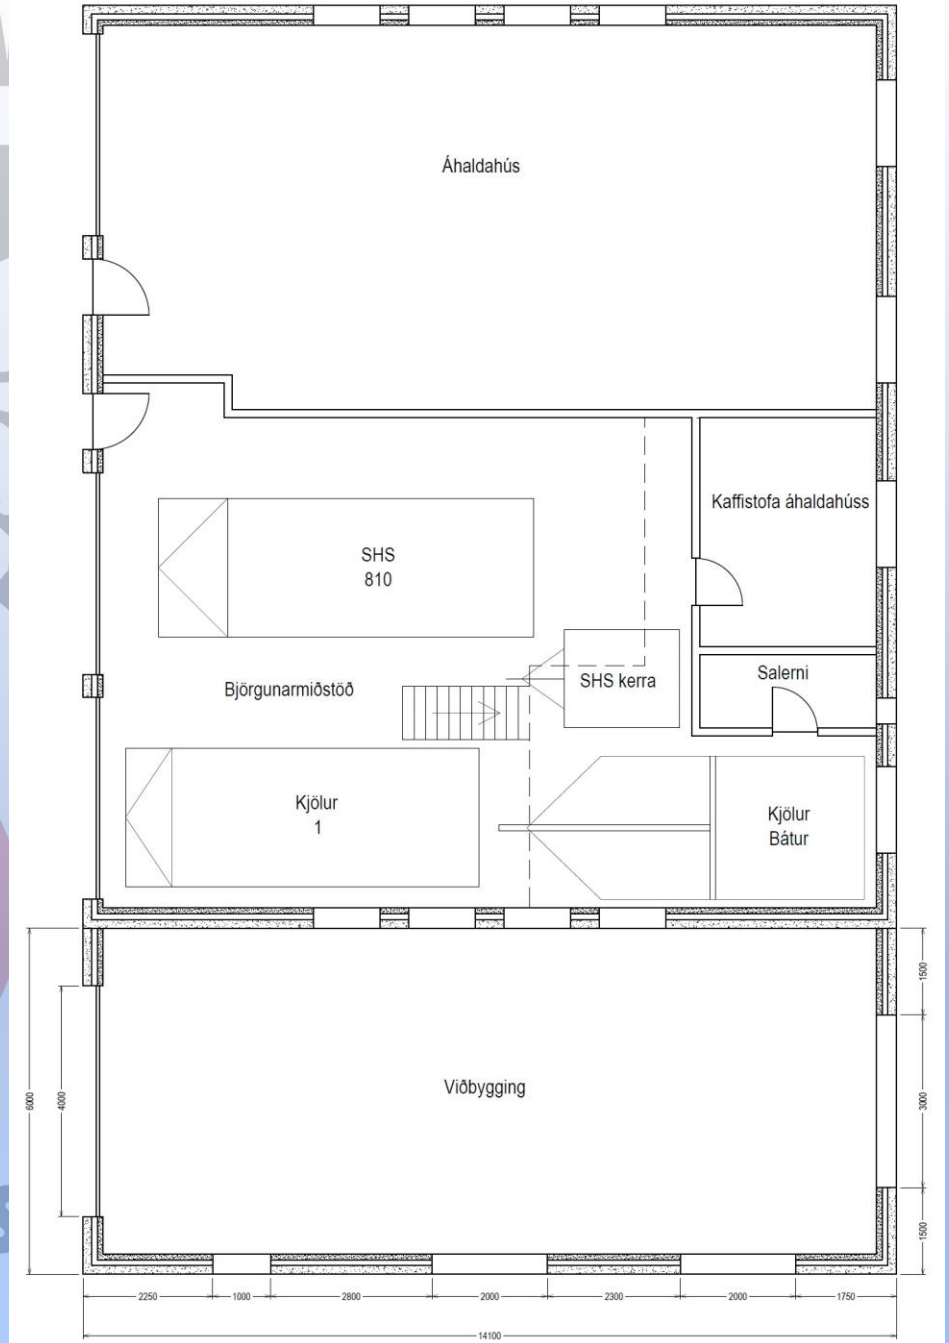 Áhaldahús
Kaffistofa áhaldahúss
SHS
810
Salerni
SHS kerra
Björgunarmiðstöð
Kjölur
1
Kjölur
Bátur
1500
Viðbygging
6000
4000
3000
1500
2250
1000
2800
2000
2300
2000
1750
14100